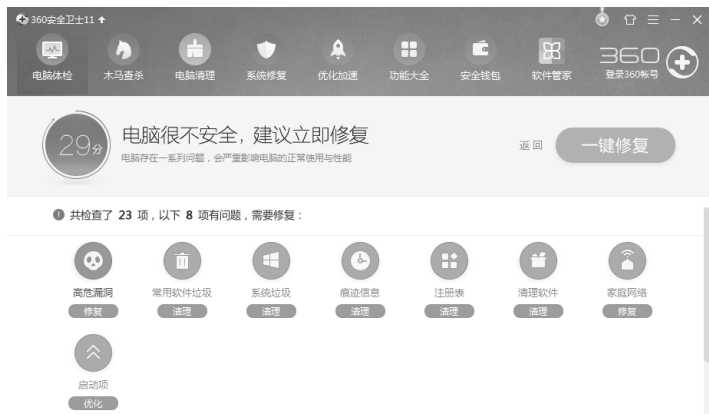 360安全卫士11
电脑体检 木马查杀 电脑清理 系统修复 优化加速 功能大全 安全钱包 软件管家
360
登录360帐号
29分
电脑很不安全，建议立即修复
电脑存在一系列问题，会严重影响电脑的正常使用与性能
返回 一键修复
共检查了 23 项，以下 8 项有问题，需要修复：
高危漏洞 常用软件垃圾 系统垃圾 痕迹信息 注册表 清理软件 家庭网络
修复 清理 清理 清理 清理 清理 修复
启动项
优化